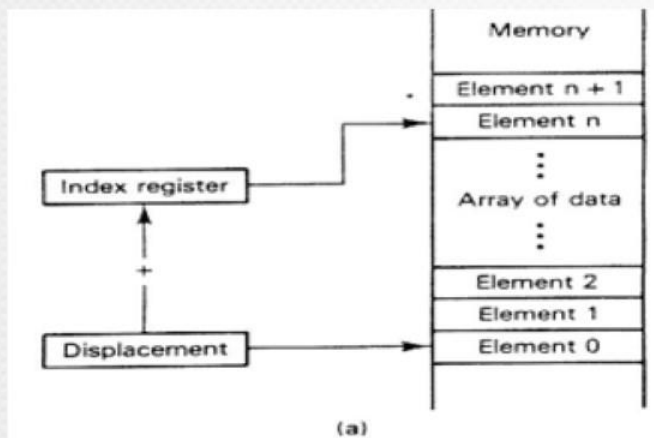 Memory
Element n + 1
Element n
Index register
Array of data
+
Element 2
Element 1
Displacement
Element 0
(a)